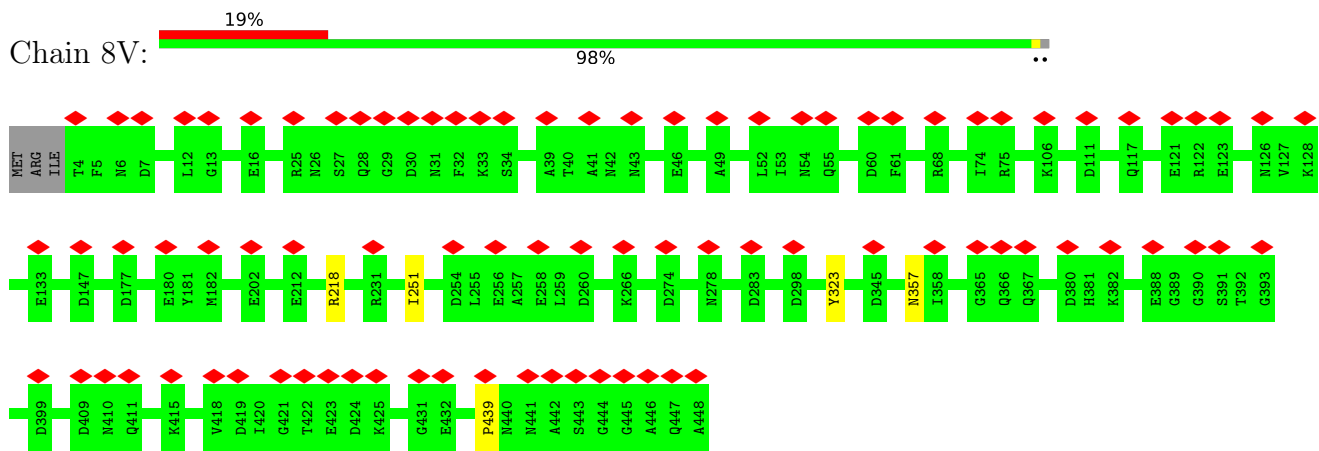 19%
Chain 8V:
98%
••
MET ARG ILE T4 F5 N6 D7 L12 G13 E16 R25 N26 S27 Q28 G29 D30 N31 F32 K33 S34 A39 T40 A41 N42 N43 E46 A49 L52 I53 N54 Q55 D60 F61 R68 I74 R75 K106 D111 Q117 E121 R122 E123 N126 V127 K128
E133 D147 D177 E180 Y181 M182 E202 E212 R218 R231 I251 D254 L255 E256 A257 E258 L259 D260 K266 D274 N278 D283 D298 Y323 D345 N357 I358 G365 Q366 Q367 D380 H381 K382 E388 G389 G390 S391 T392 G393
D399 D409 N410 Q411 K415 V418 D419 I420 G421 T422 E423 D424 K425 G431 E432 P439 N440 N441 A442 S443 G444 G445 A446 Q447 A448